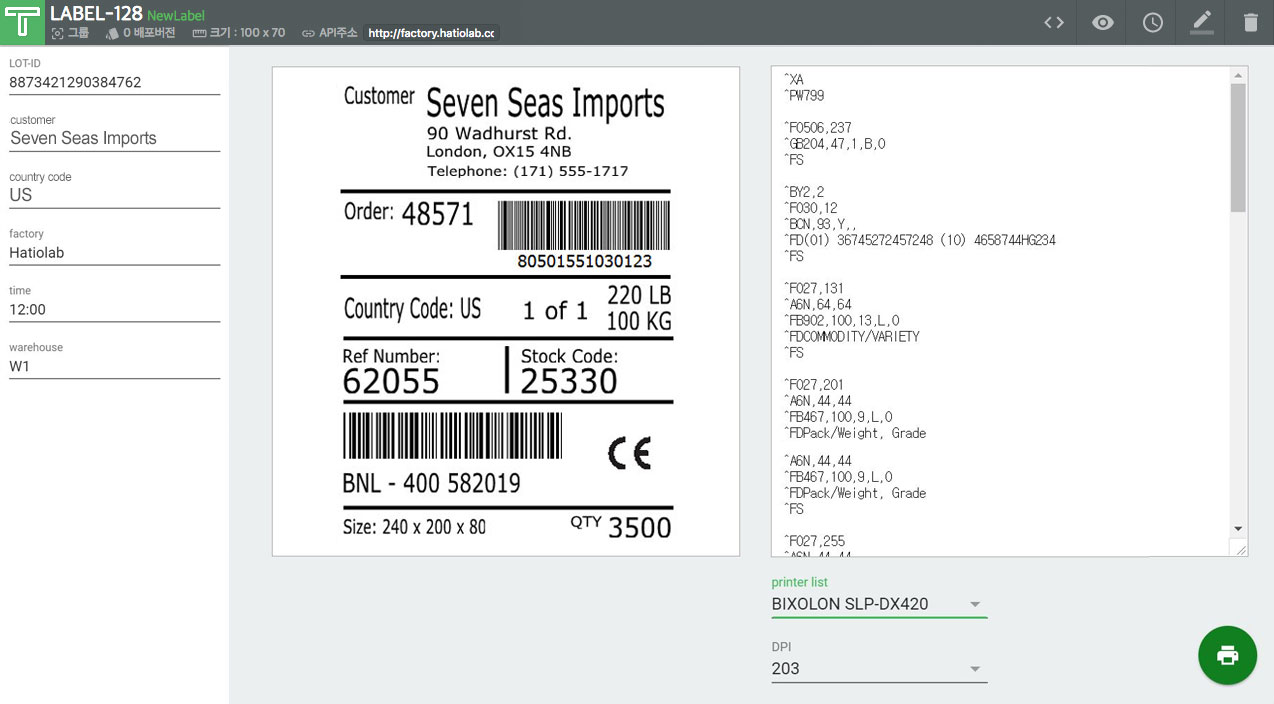 LABEL-128 NewLabel
그룹 0 배포버전 크기 : 100 x 70 API주소 http://factory.hatiolab.cc
LOT-ID
8873421290384762
customer
Seven Seas Imports
country code
US
factory
Hatiolab
time
12:00
warehouse
W1
Customer Seven Seas Imports
90 Wadhurst Rd.
London, OX15 4NB
Telephone: (171) 555-1717
Order: 48571
80501551030123
Country Code: US 1 of 1 220 LB
100 KG
Ref Number: Stock Code:
62055 25330
CE
BNL - 400 582019
Size: 240 x 200 x 80 QTY 3500
^XA
^PW799
^FO506,237
^GB204,47,1,B,0
^FS
^BY2,2
^FO30,12
^BCN,93,Y,,
^FD(01) 36745272457248 (10) 4658744HG234
^FS
^FO27,131
^A6N,64,64
^FB902,100,13,L,0
^FDCOMMODITY/VARIETY
^FS
^FO27,201
^A6N,44,44
^FB467,100,9,L,0
^FDPack/Weight, Grade
^A6N,44,44
^FB467,100,9,L,0
^FDPack/Weight, Grade
^FS
^FO27,255
^A6N,44,44
printer list
BIXOLON SLP-DX420
DPI
203